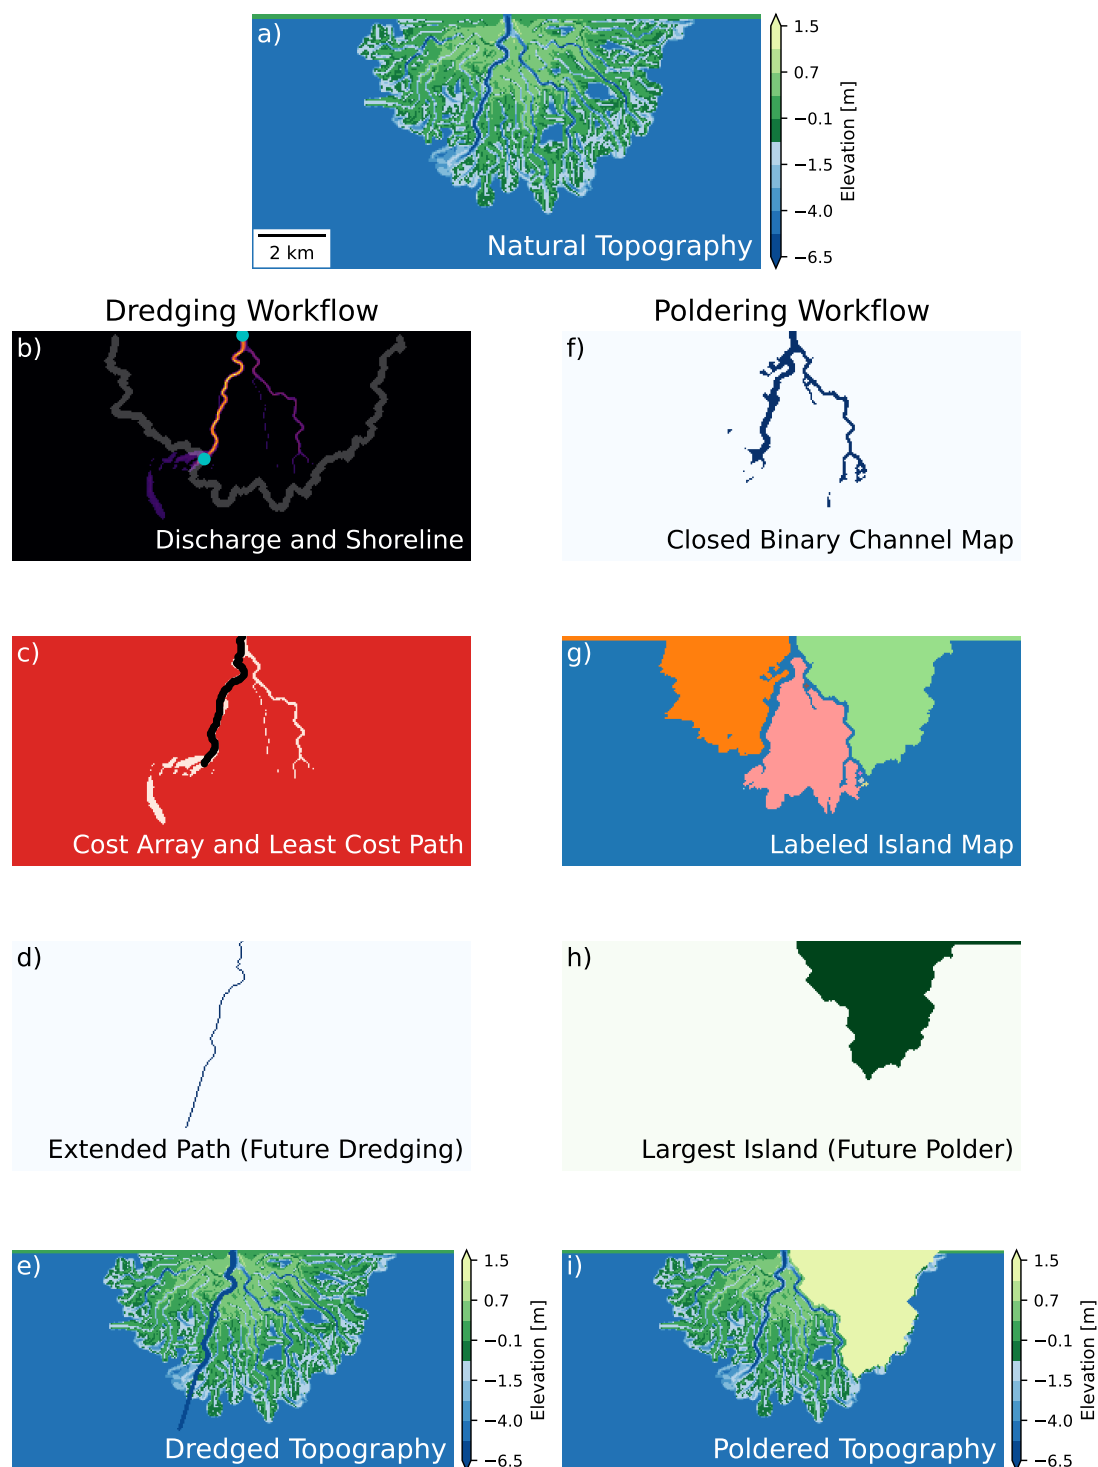 a)
1.5
0.7
−0.1
−1.5
−4.0
−6.5
Elevation [m]
2 km
Natural Topography
Dredging Workflow
Poldering Workflow
b)
Discharge and Shoreline
f)
Closed Binary Channel Map
c)
Cost Array and Least Cost Path
g)
Labeled Island Map
d)
Extended Path (Future Dredging)
h)
Largest Island (Future Polder)
e)
1.5
0.7
−0.1
−1.5
−4.0
−6.5
Elevation [m]
Dredged Topography
i)
1.5
0.7
−0.1
−1.5
−4.0
−6.5
Elevation [m]
Poldered Topography